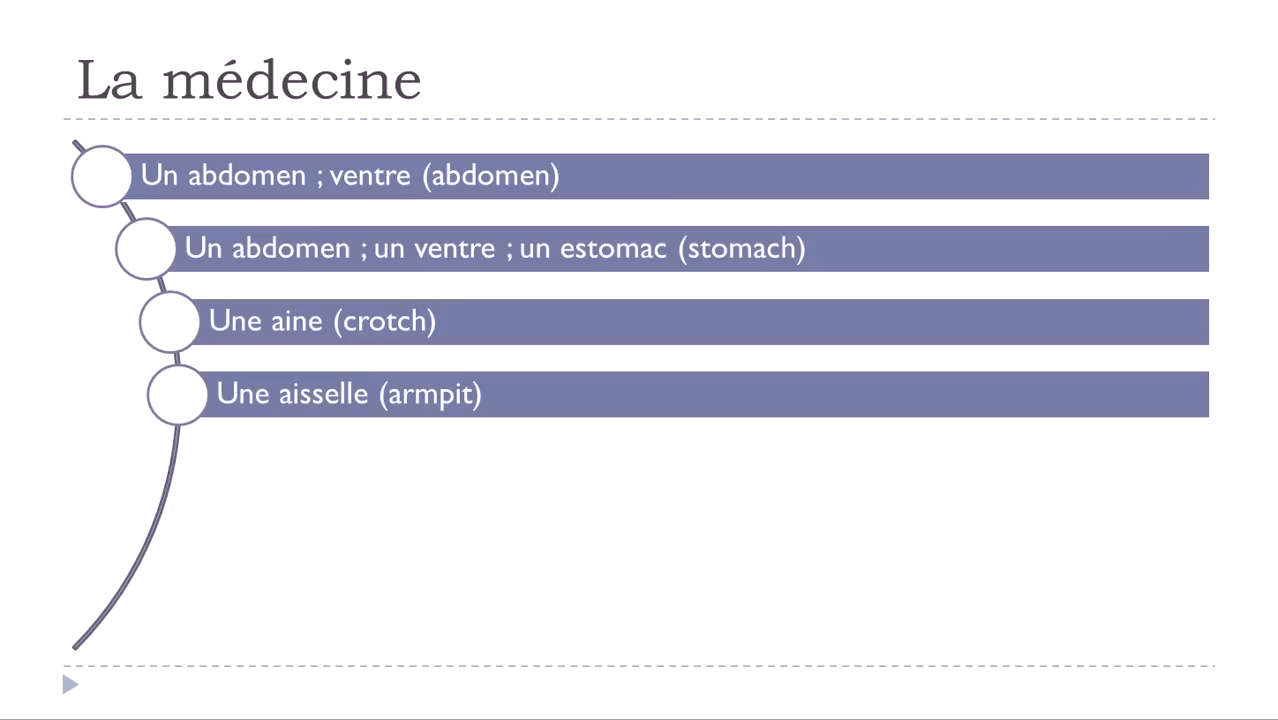 La médecine
Un abdomen ; ventre (abdomen)
Un abdomen ; un ventre ; un estomac (stomach)
Une aine (crotch)
Une aisselle (armpit)